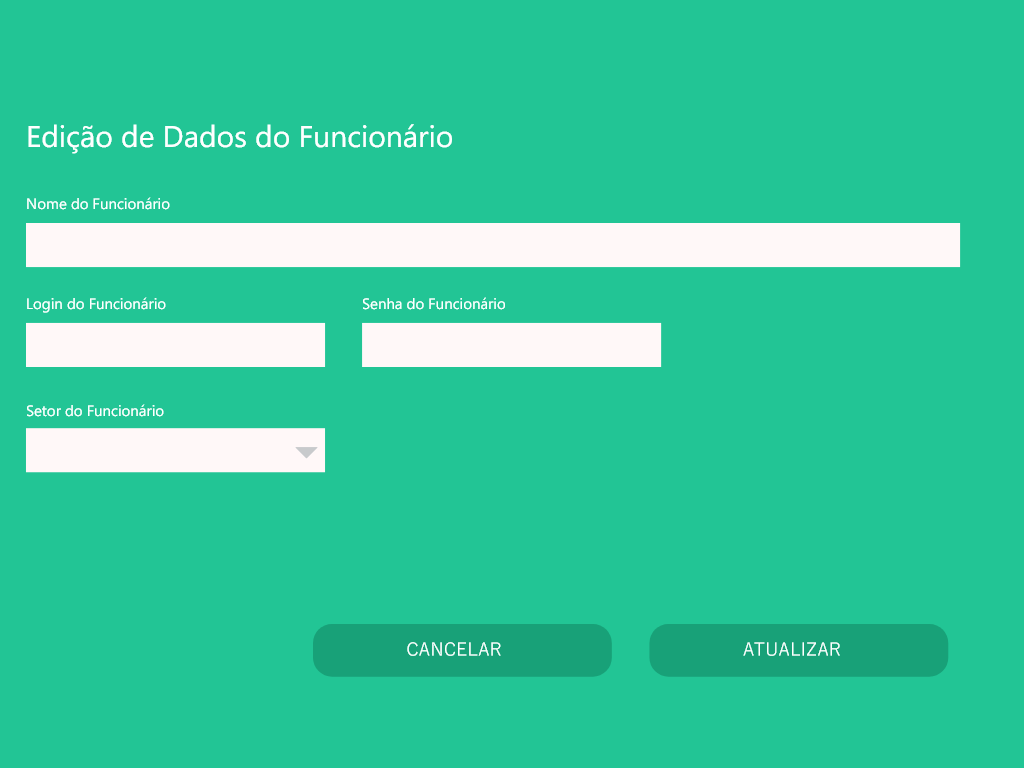 Edição de Dados do Funcionário
Nome do Funcionário
Login do Funcionário
Senha do Funcionário
Setor do Funcionário
CANCELAR
ATUALIZAR